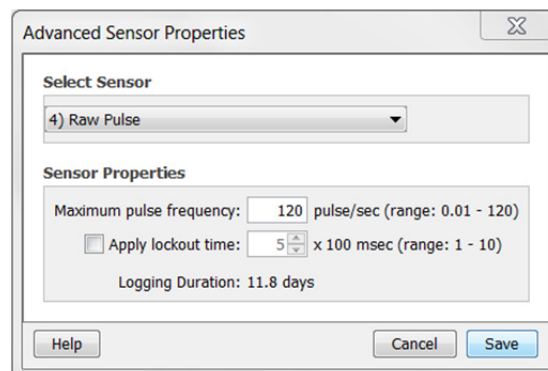 Advanced Sensor Properties
Select Sensor
4) Raw Pulse
Sensor Properties
Maximum pulse frequency: 120 pulse/sec (range: 0.01 - 120)
Apply lockout time: 5 x 100 msec (range: 1 - 10)
Logging Duration: 11.8 days
Help Cancel Save